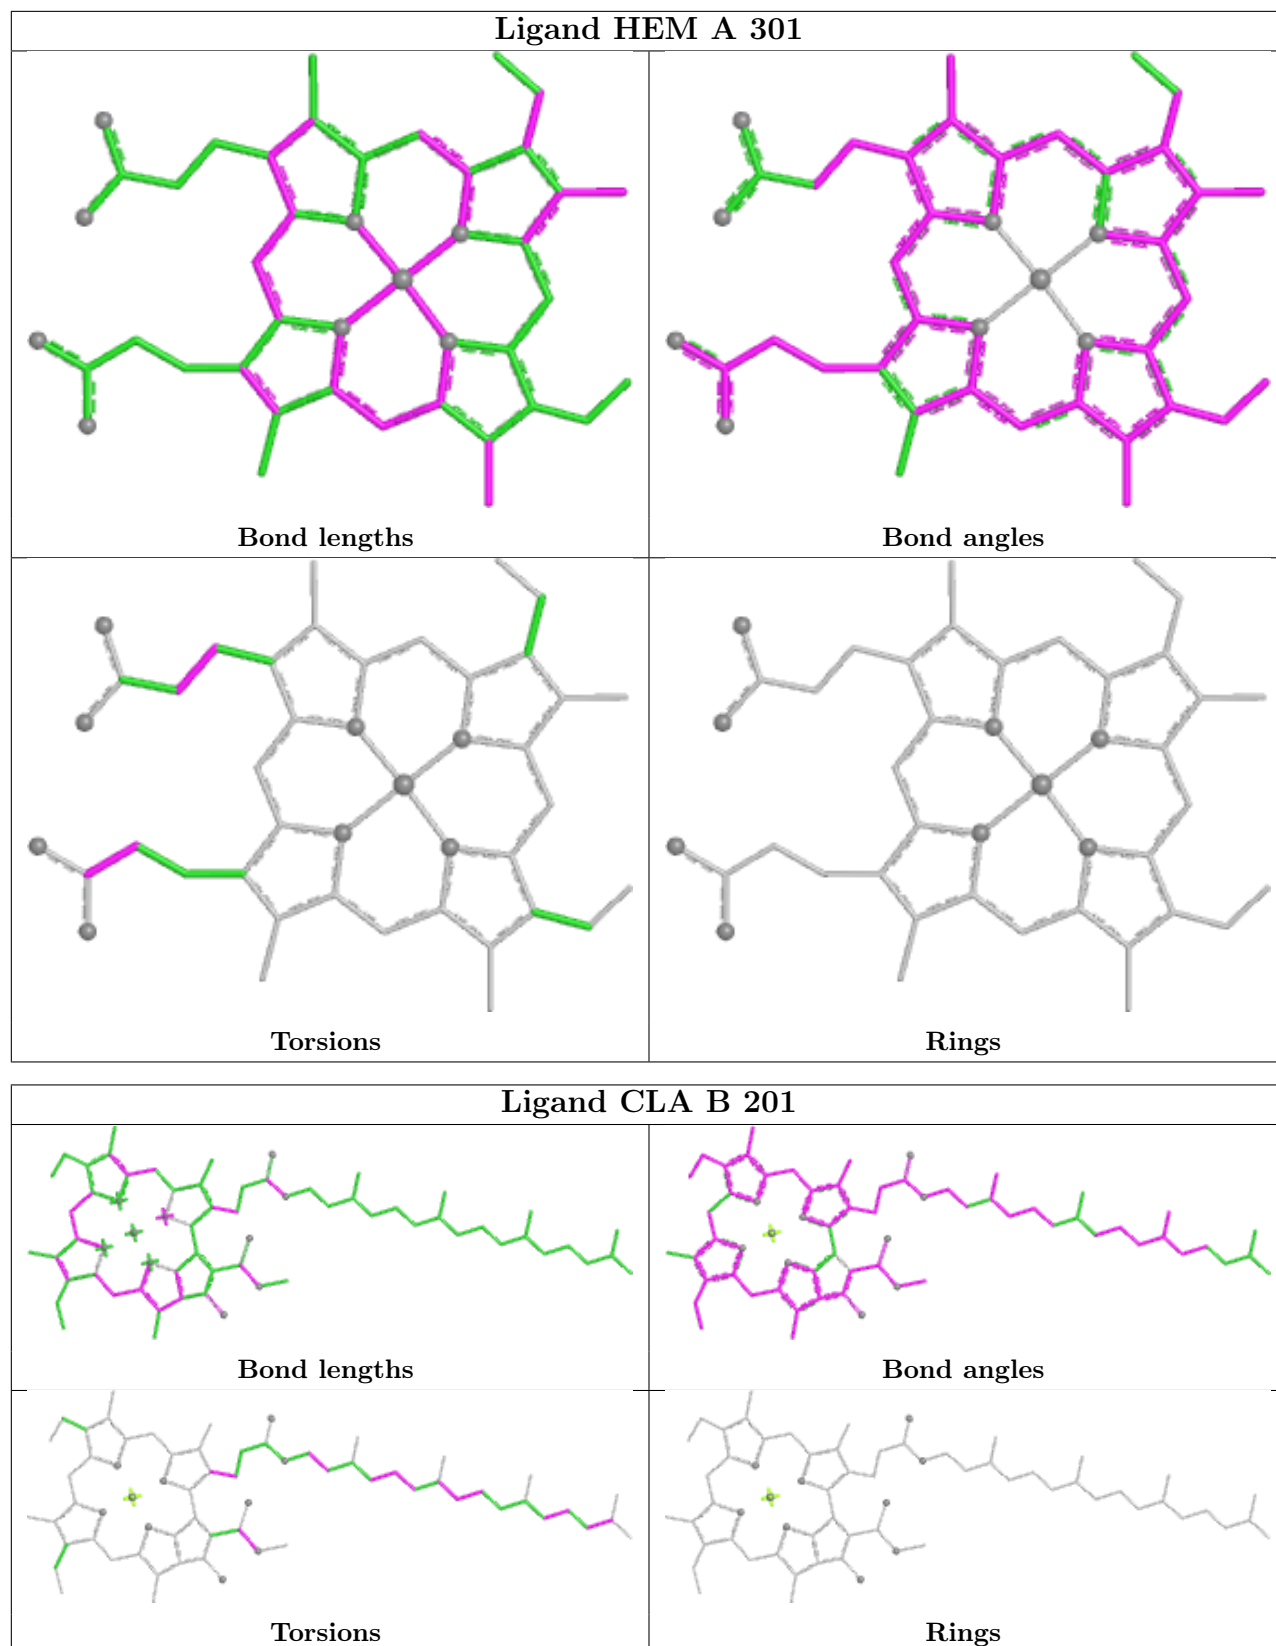 Ligand HEM A 301
Bond lengths
Bond angles
Torsions
Rings
Ligand CLA B 201
Bond lengths
Bond angles
Torsions
Rings